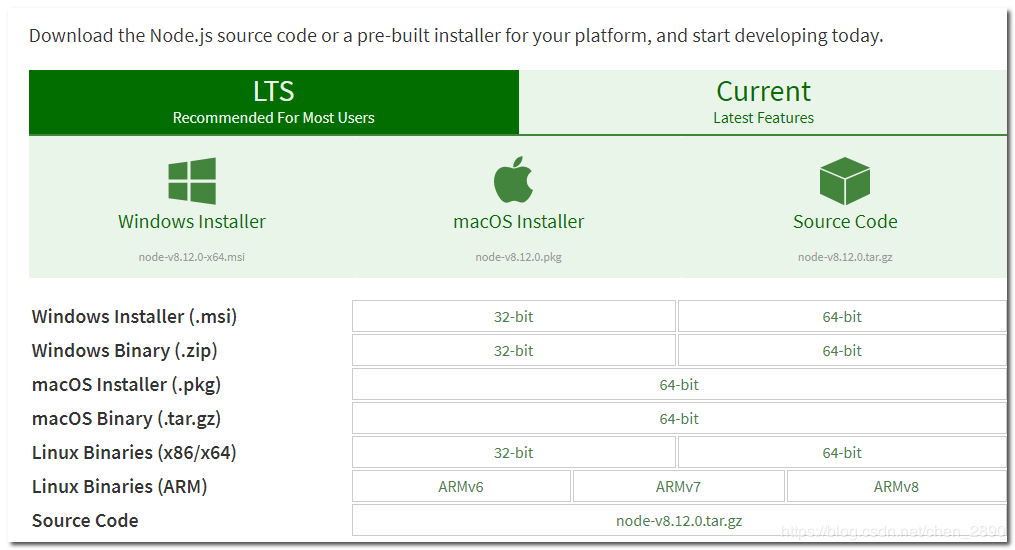 Download the Node.js source code or a pre-built installer for your platform, and start developing today.
LTS
Recommended For Most Users
Current
Latest Features
Windows Installer
macOS Installer
Source Code
node-v8.12.0-x64.msi
node-v8.12.0.pkg
node-v8.12.0.tar.gz
Windows Installer (.msi) 32-bit 64-bit
Windows Binary (.zip) 32-bit 64-bit
macOS Installer (.pkg) 64-bit
macOS Binary (.tar.gz) 64-bit
Linux Binaries (x86/x64) 32-bit 64-bit
Linux Binaries (ARM) ARMv6 ARMv7 ARMv8
Source Code node-v8.12.0.tar.gz
https://blog.csdn.net/chan_2890